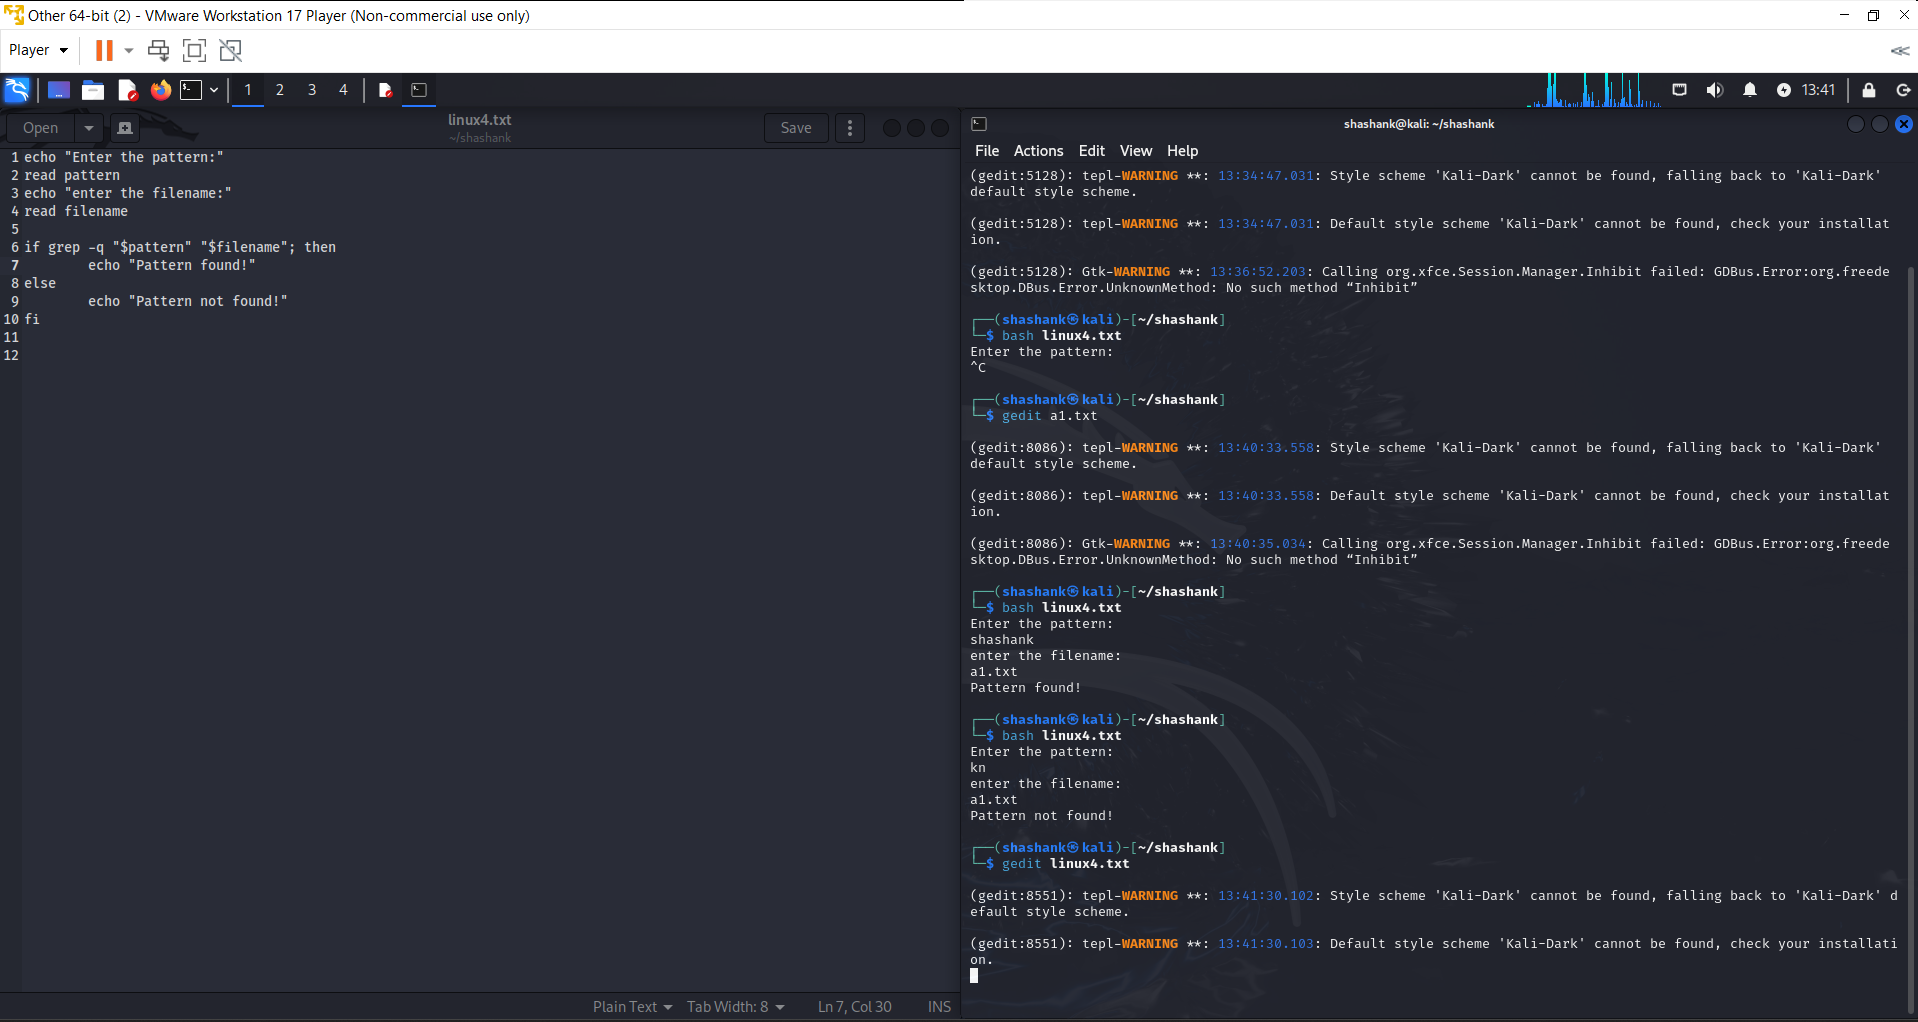 Other 64-bit (2) - VMware Workstation 17 Player (Non-commercial use only)
Player
1 2 3 4 13:41
Open linux4.txt Save
~/shashank
1 echo "Enter the pattern:"
2 read pattern
3 echo "enter the filename:"
4 read filename
5
6 if grep -q "$pattern" "$filename"; then
7 echo "Pattern found!"
8 else
9 echo "Pattern not found!"
10 fi
11
12
Plain Text Tab Width: 8 Ln 7, Col 30 INS
shashank@kali: ~/shashank
File Actions Edit View Help
(gedit:5128): tepl-WARNING **: 13:34:47.031: Style scheme 'Kali-Dark' cannot be found, falling back to 'Kali-Dark'
default style scheme.
(gedit:5128): tepl-WARNING **: 13:34:47.031: Default style scheme 'Kali-Dark' cannot be found, check your installat
ion.
(gedit:5128): Gtk-WARNING **: 13:36:52.203: Calling org.xfce.Session.Manager.Inhibit failed: GDBus.Error:org.freede
sktop.DBus.Error.UnknownMethod: No such method “Inhibit”
┌──(shashank㉿kali)-[~/shashank]
└─$ bash linux4.txt
Enter the pattern:
^C
┌──(shashank㉿kali)-[~/shashank]
└─$ gedit a1.txt
(gedit:8086): tepl-WARNING **: 13:40:33.558: Style scheme 'Kali-Dark' cannot be found, falling back to 'Kali-Dark'
default style scheme.
(gedit:8086): tepl-WARNING **: 13:40:33.558: Default style scheme 'Kali-Dark' cannot be found, check your installat
ion.
(gedit:8086): Gtk-WARNING **: 13:40:35.034: Calling org.xfce.Session.Manager.Inhibit failed: GDBus.Error:org.freede
sktop.DBus.Error.UnknownMethod: No such method “Inhibit”
┌──(shashank㉿kali)-[~/shashank]
└─$ bash linux4.txt
Enter the pattern:
shashank
enter the filename:
a1.txt
Pattern found!
┌──(shashank㉿kali)-[~/shashank]
└─$ bash linux4.txt
Enter the pattern:
kn
enter the filename:
a1.txt
Pattern not found!
┌──(shashank㉿kali)-[~/shashank]
└─$ gedit linux4.txt
(gedit:8551): tepl-WARNING **: 13:41:30.102: Style scheme 'Kali-Dark' cannot be found, falling back to 'Kali-Dark' d
efault style scheme.
(gedit:8551): tepl-WARNING **: 13:41:30.103: Default style scheme 'Kali-Dark' cannot be found, check your installati
on.